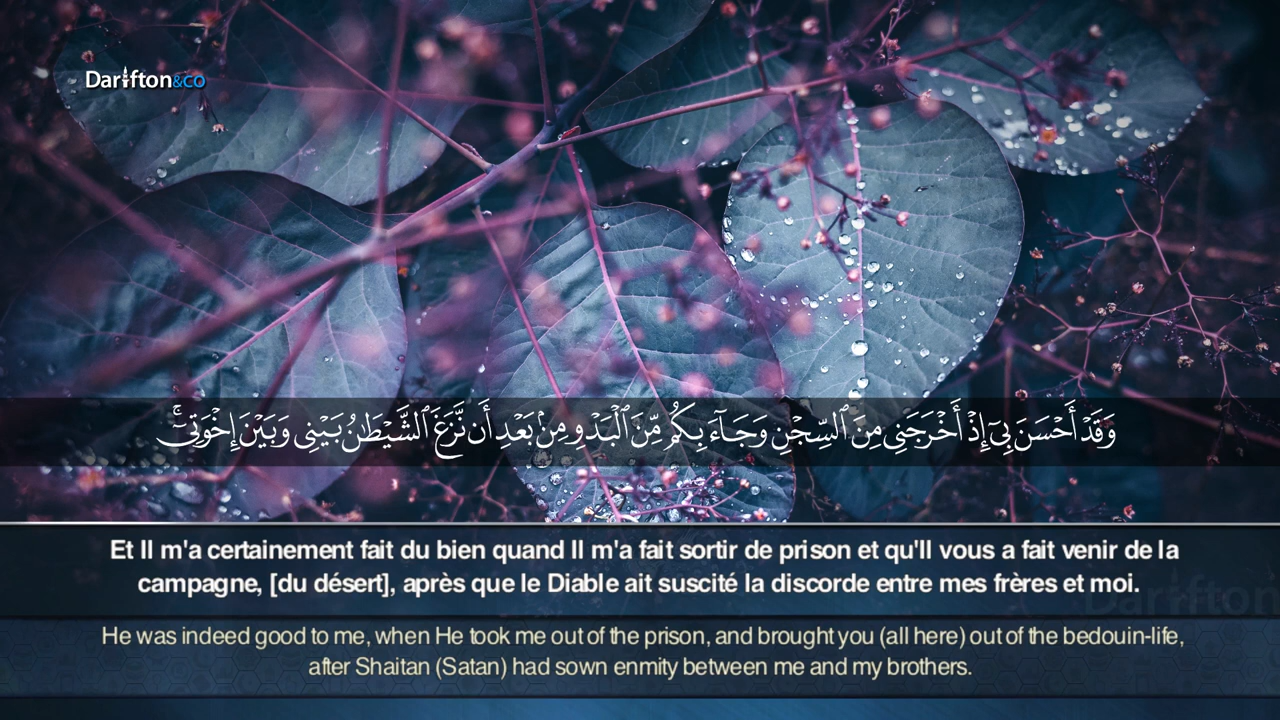 Darifton&co
وَقَدْ أَحْسَنَ بِىٓ إِذْ أَخْرَجَنِى مِنَ ٱلسِّجْنِ وَجَآءَ بِكُم مِّنَ ٱلْبَدْوِ مِنۢ بَعْدِ أَن نَّزَغَ ٱلشَّيْطَٰنُ بَيْنِى وَبَيْنَ إِخْوَتِىٓ ۚ
Et Il m'a certainement fait du bien quand Il m'a fait sortir de prison et qu'Il vous a fait venir de la
campagne, [du désert], après que le Diable ait suscité la discorde entre mes frères et moi.
Darifton
He was indeed good to me, when He took me out of the prison, and brought you (all here) out of the bedouin-life,
after Shaitan (Satan) had sown enmity between me and my brothers.